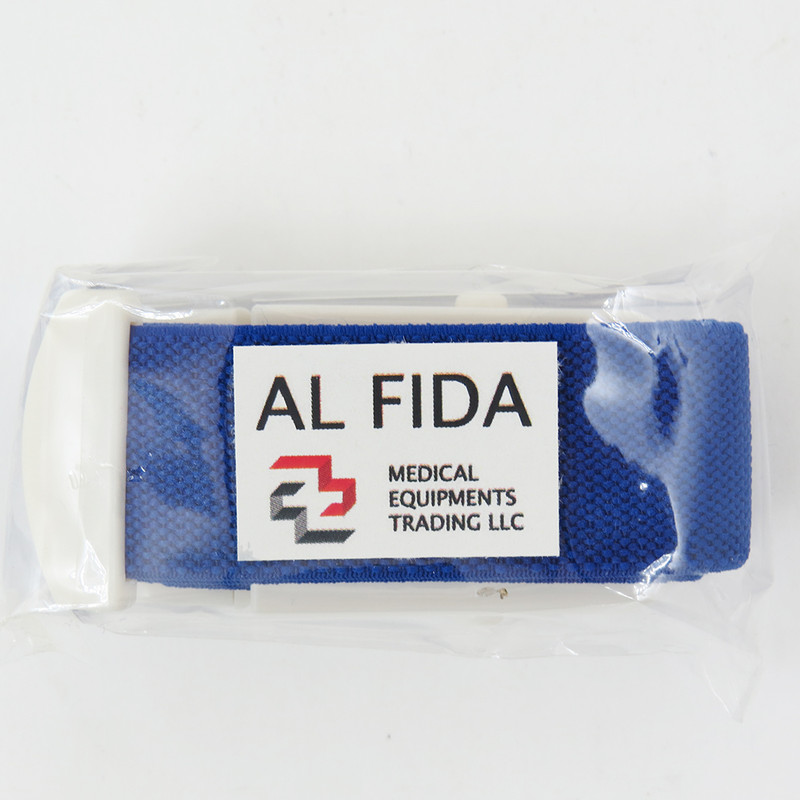 AL FIDA
MEDICAL
EQUIPMENTS
TRADING LLC